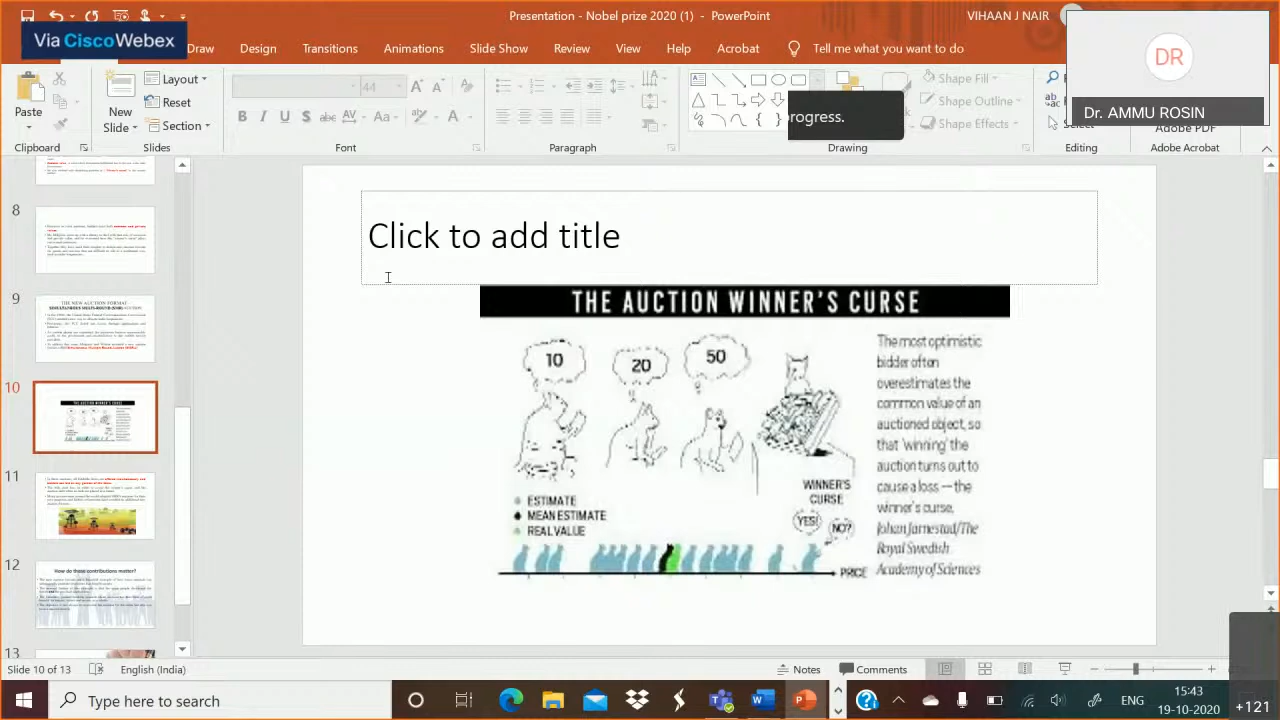 Presentation - Nobel prize 2020 (1) - PowerPoint
VIHAAN J NAIR
Via Cisco Webex
Draw
Design
Transitions
Animations
Slide Show
Review
View
Help
Acrobat
Tell me what you want to do
DR
Dr. AMMU ROSIN
Paste
New
Slide
Layout
Reset
Section
44
Shape Fill
Shape Outline
Shape Effects
progress.
Select
Adobe PDF
Clipboard
Slides
Font
Paragraph
Drawing
Editing
Adobe Acrobat
8
9
THE NEW AUCTION FORMAT -
10
11
12
How do these contributions matter?
13
Click to add title
THE AUCTION WINNER'S CURSE
10
20
50
The most optimistic
bidder often
overestimates the
common value of an
auctioned object, so
that 'winning' the
auction turns out to
cause a loss – the
winner's curse.
Johan Jarnestad/The
Royal Swedish
Academy of Sciences
WINNER'S
CURSE
YES!
NO?
ESTIMATE
MEAN ESTIMATE
REAL VALUE
PRICE
Slide 10 of 13
English (India)
Notes
Comments
Type here to search
ENG
15:43
19-10-2020
+121